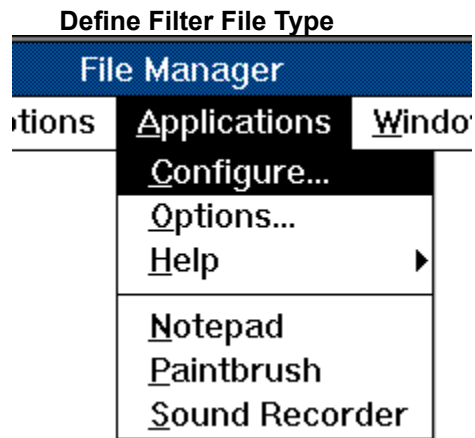 Define Filter File Type
File Manager
tions Applications Windo
Configure...
Options...
Help
Notepad
Paintbrush
Sound Recorder